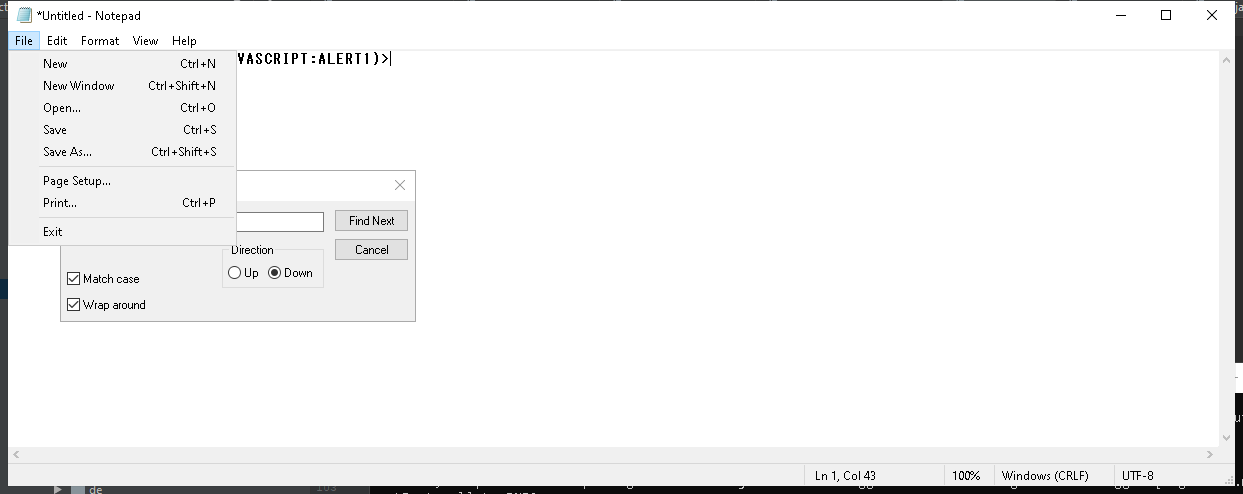 *Untitled - Notepad
File Edit Format View Help
VASCRIPT:ALERT1)>
New Ctrl+N
New Window Ctrl+Shift+N
Open... Ctrl+O
Save Ctrl+S
Save As... Ctrl+Shift+S
Page Setup...
Print... Ctrl+P
Exit
Find Next
Cancel
Direction
Up Down
Match case
Wrap around
Ln 1, Col 43 100% Windows (CRLF) UTF-8
de